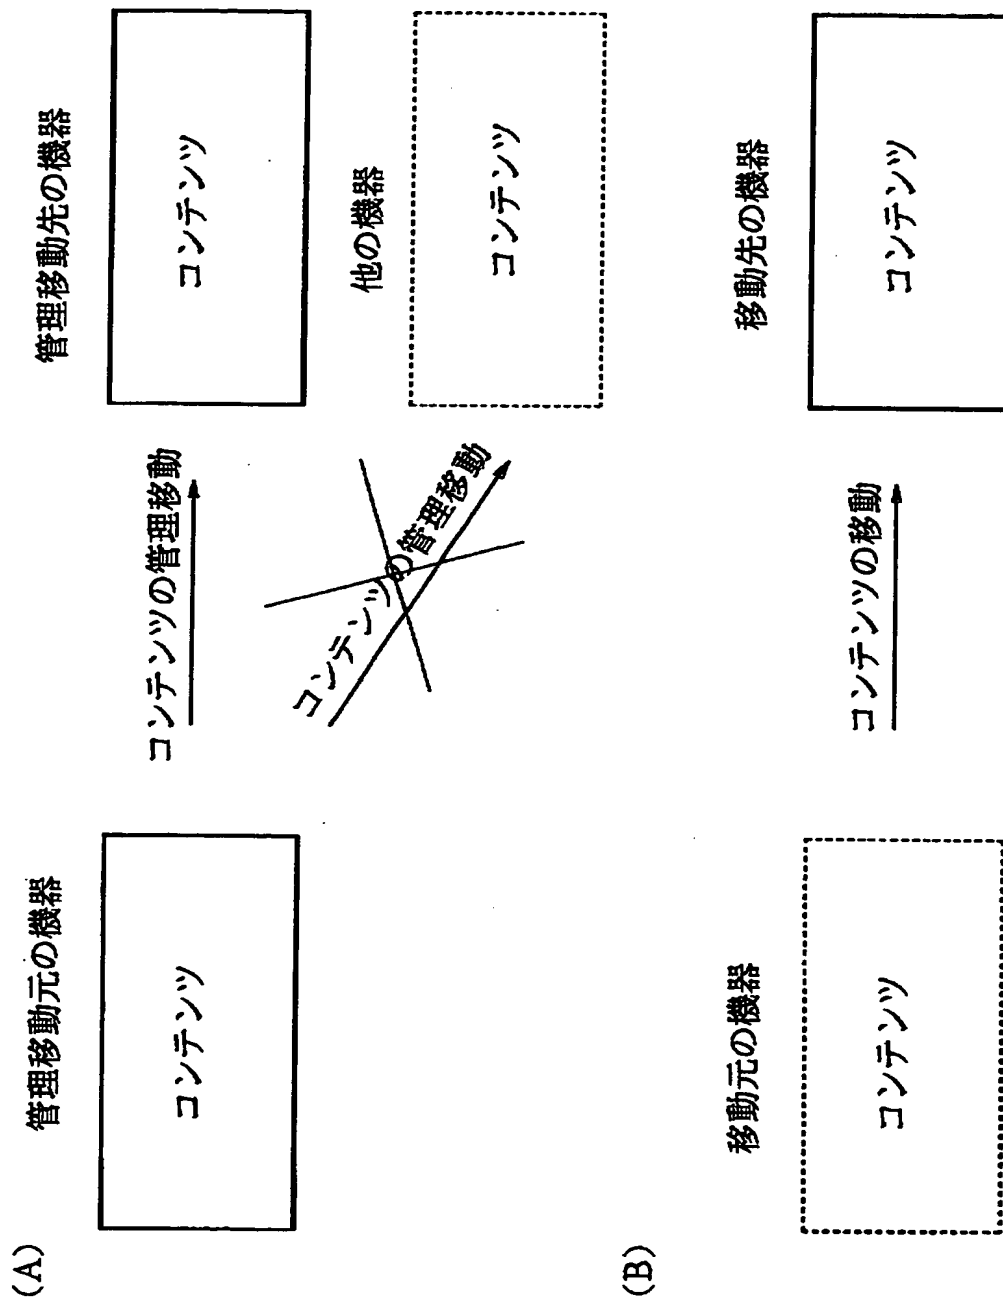 (A)
管理移動元の機器
コンテンツ
コンテンツの管理移動
管理移動先の機器
コンテンツ
コンテンツの管理移動
他の機器
コンテンツ
(B)
移動元の機器
コンテンツ
コンテンツの移動
移動先の機器
コンテンツ